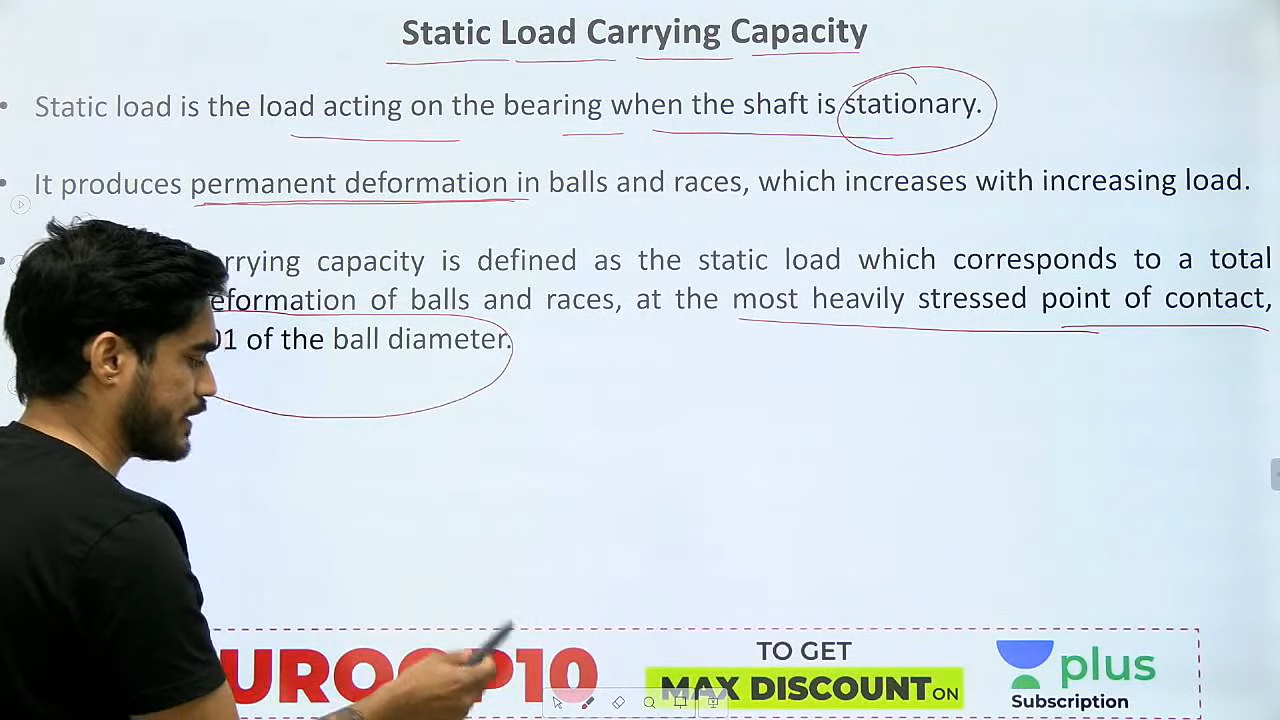 Static Load Carrying Capacity
• Static load is the load acting on the bearing when the shaft is stationary.
• It produces permanent deformation in balls and races, which increases with increasing load.
• capacity is defined as the static load which corresponds to a total
of balls and races, at the most heavily stressed point of contact,
of the ball diameter.
TO GET
MAX DISCOUNT ON
plus
Subscription